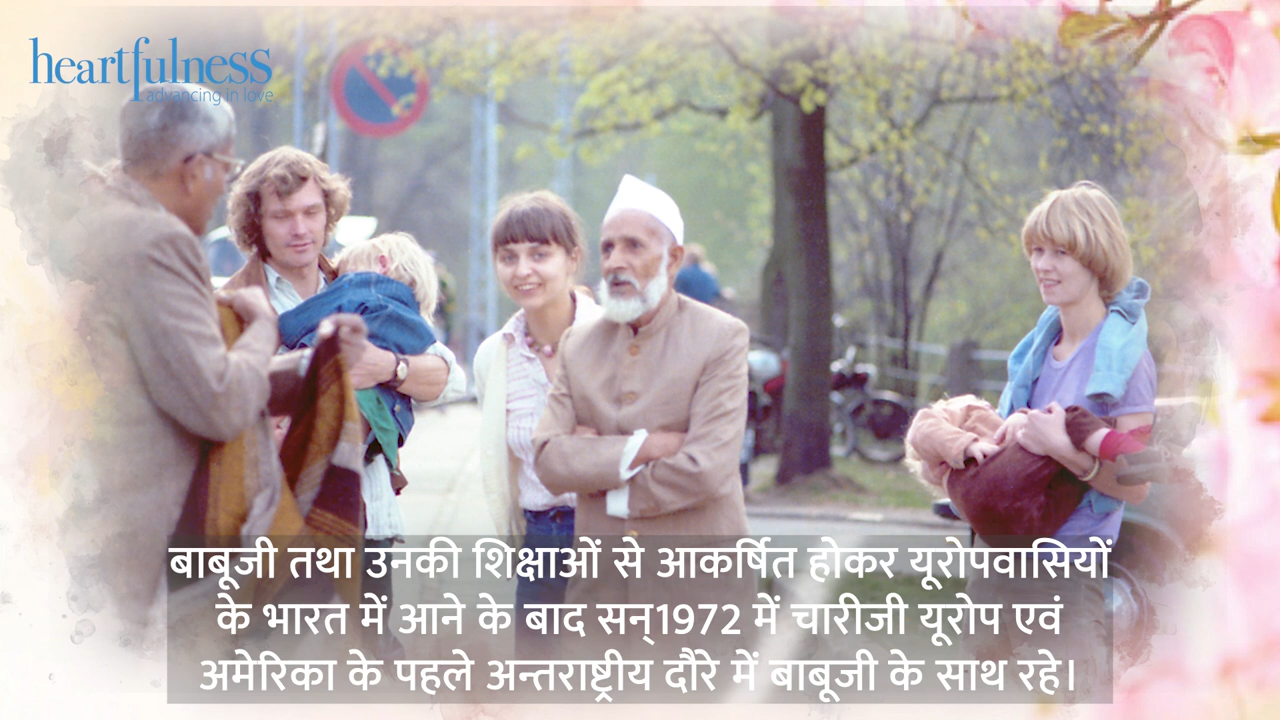 heartfulness
advancing in love
बाबूजी तथा उनकी शिक्षाओं से आकर्षित होकर यूरोपवासियों
के भारत में आने के बाद सन्1972 में चारीजी यूरोप एवं
अमेरिका के पहले अन्तराष्ट्रीय दौरे में बाबूजी के साथ रहे।